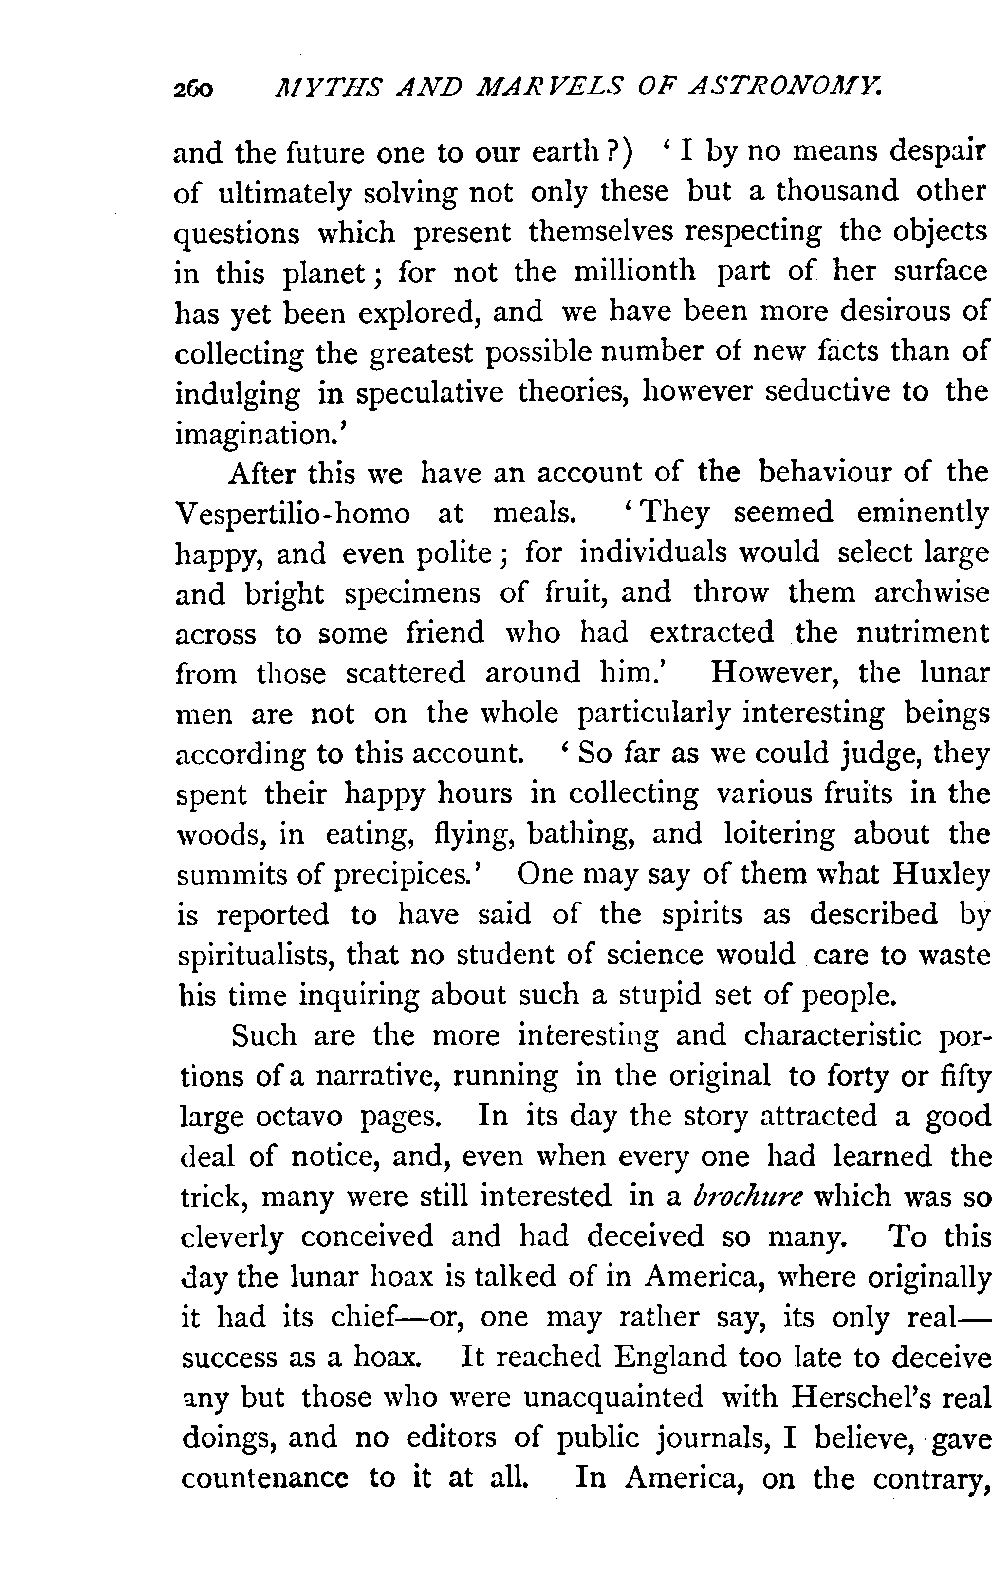 260 MYTHS AND MARVELS OF ASTRONOMY.
and the future one to our earth?) ‘I by no means despair
of ultimately solving not only these but a thousand other
questions which present themselves respecting the objects
in this planet; for not the millionth part of her surface
has yet been explored, and we have been more desirous of
collecting the greatest possible number of new facts than of
indulging in speculative theories, however seductive to the
imagination.’
After this we have an account of the behaviour of the
Vespertilio-homo at meals. ‘They seemed eminently
happy, and even polite; for individuals would select large
and bright specimens of fruit, and throw them archwise
across to some friend who had extracted the nutriment
from those scattered around him.’ However, the lunar
men are not on the whole particularly interesting beings
according to this account. ‘So far as we could judge, they
spent their happy hours in collecting various fruits in the
woods, in eating, flying, bathing, and loitering about the
summits of precipices.’ One may say of them what Huxley
is reported to have said of the spirits as described by
spiritualists, that no student of science would care to waste
his time inquiring about such a stupid set of people.
Such are the more interesting and characteristic por-
tions of a narrative, running in the original to forty or fifty
large octavo pages. In its day the story attracted a good
deal of notice, and, even when every one had learned the
trick, many were still interested in a brochure which was so
cleverly conceived and had deceived so many. To this
day the lunar hoax is talked of in America, where originally
it had its chief—or, one may rather say, its only real—
success as a hoax. It reached England too late to deceive
any but those who were unacquainted with Herschel’s real
doings, and no editors of public journals, I believe, gave
countenance to it at all. In America, on the contrary,